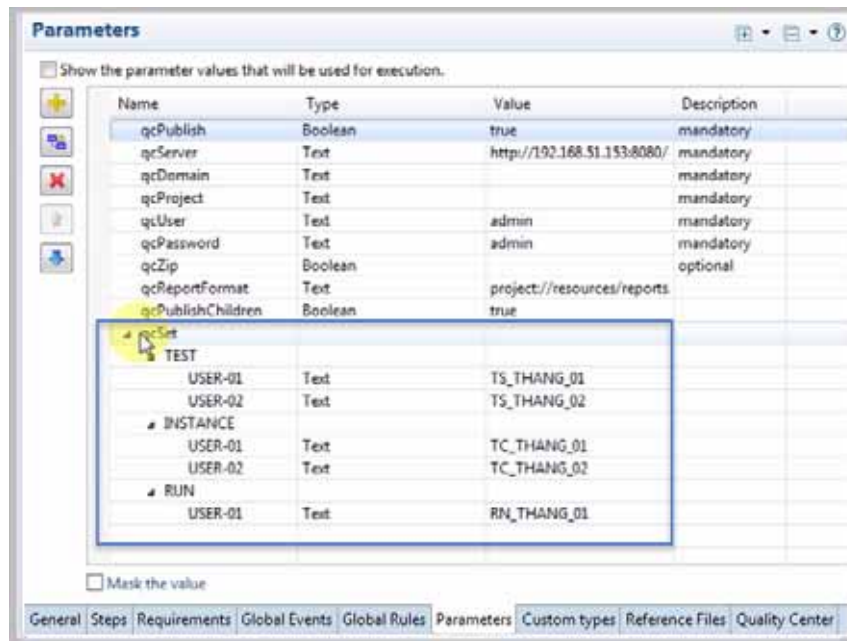 Parameters
Show the parameter values that will be used for execution.
Name Type Value Description
qcPublish Boolean true mandatory
qcServer Text http://192.168.51.153:8080/ mandatory
qcDomain Text mandatory
qcProject Text mandatory
qcUser Text admin mandatory
qcPassword Text admin mandatory
qcZip Boolean optional
qcReportFormat Text project://resources/reports
qcPublishChildren Boolean true
qcSet
TEST
USER-01 Text TS_THANG_01
USER-02 Text TS_THANG_02
INSTANCE
USER-01 Text TC_THANG_01
USER-02 Text TC_THANG_02
RUN
USER-01 Text RN_THANG_01
Mask the value
General Steps Requirements Global Events Global Rules Parameters Custom types Reference Files Quality Center